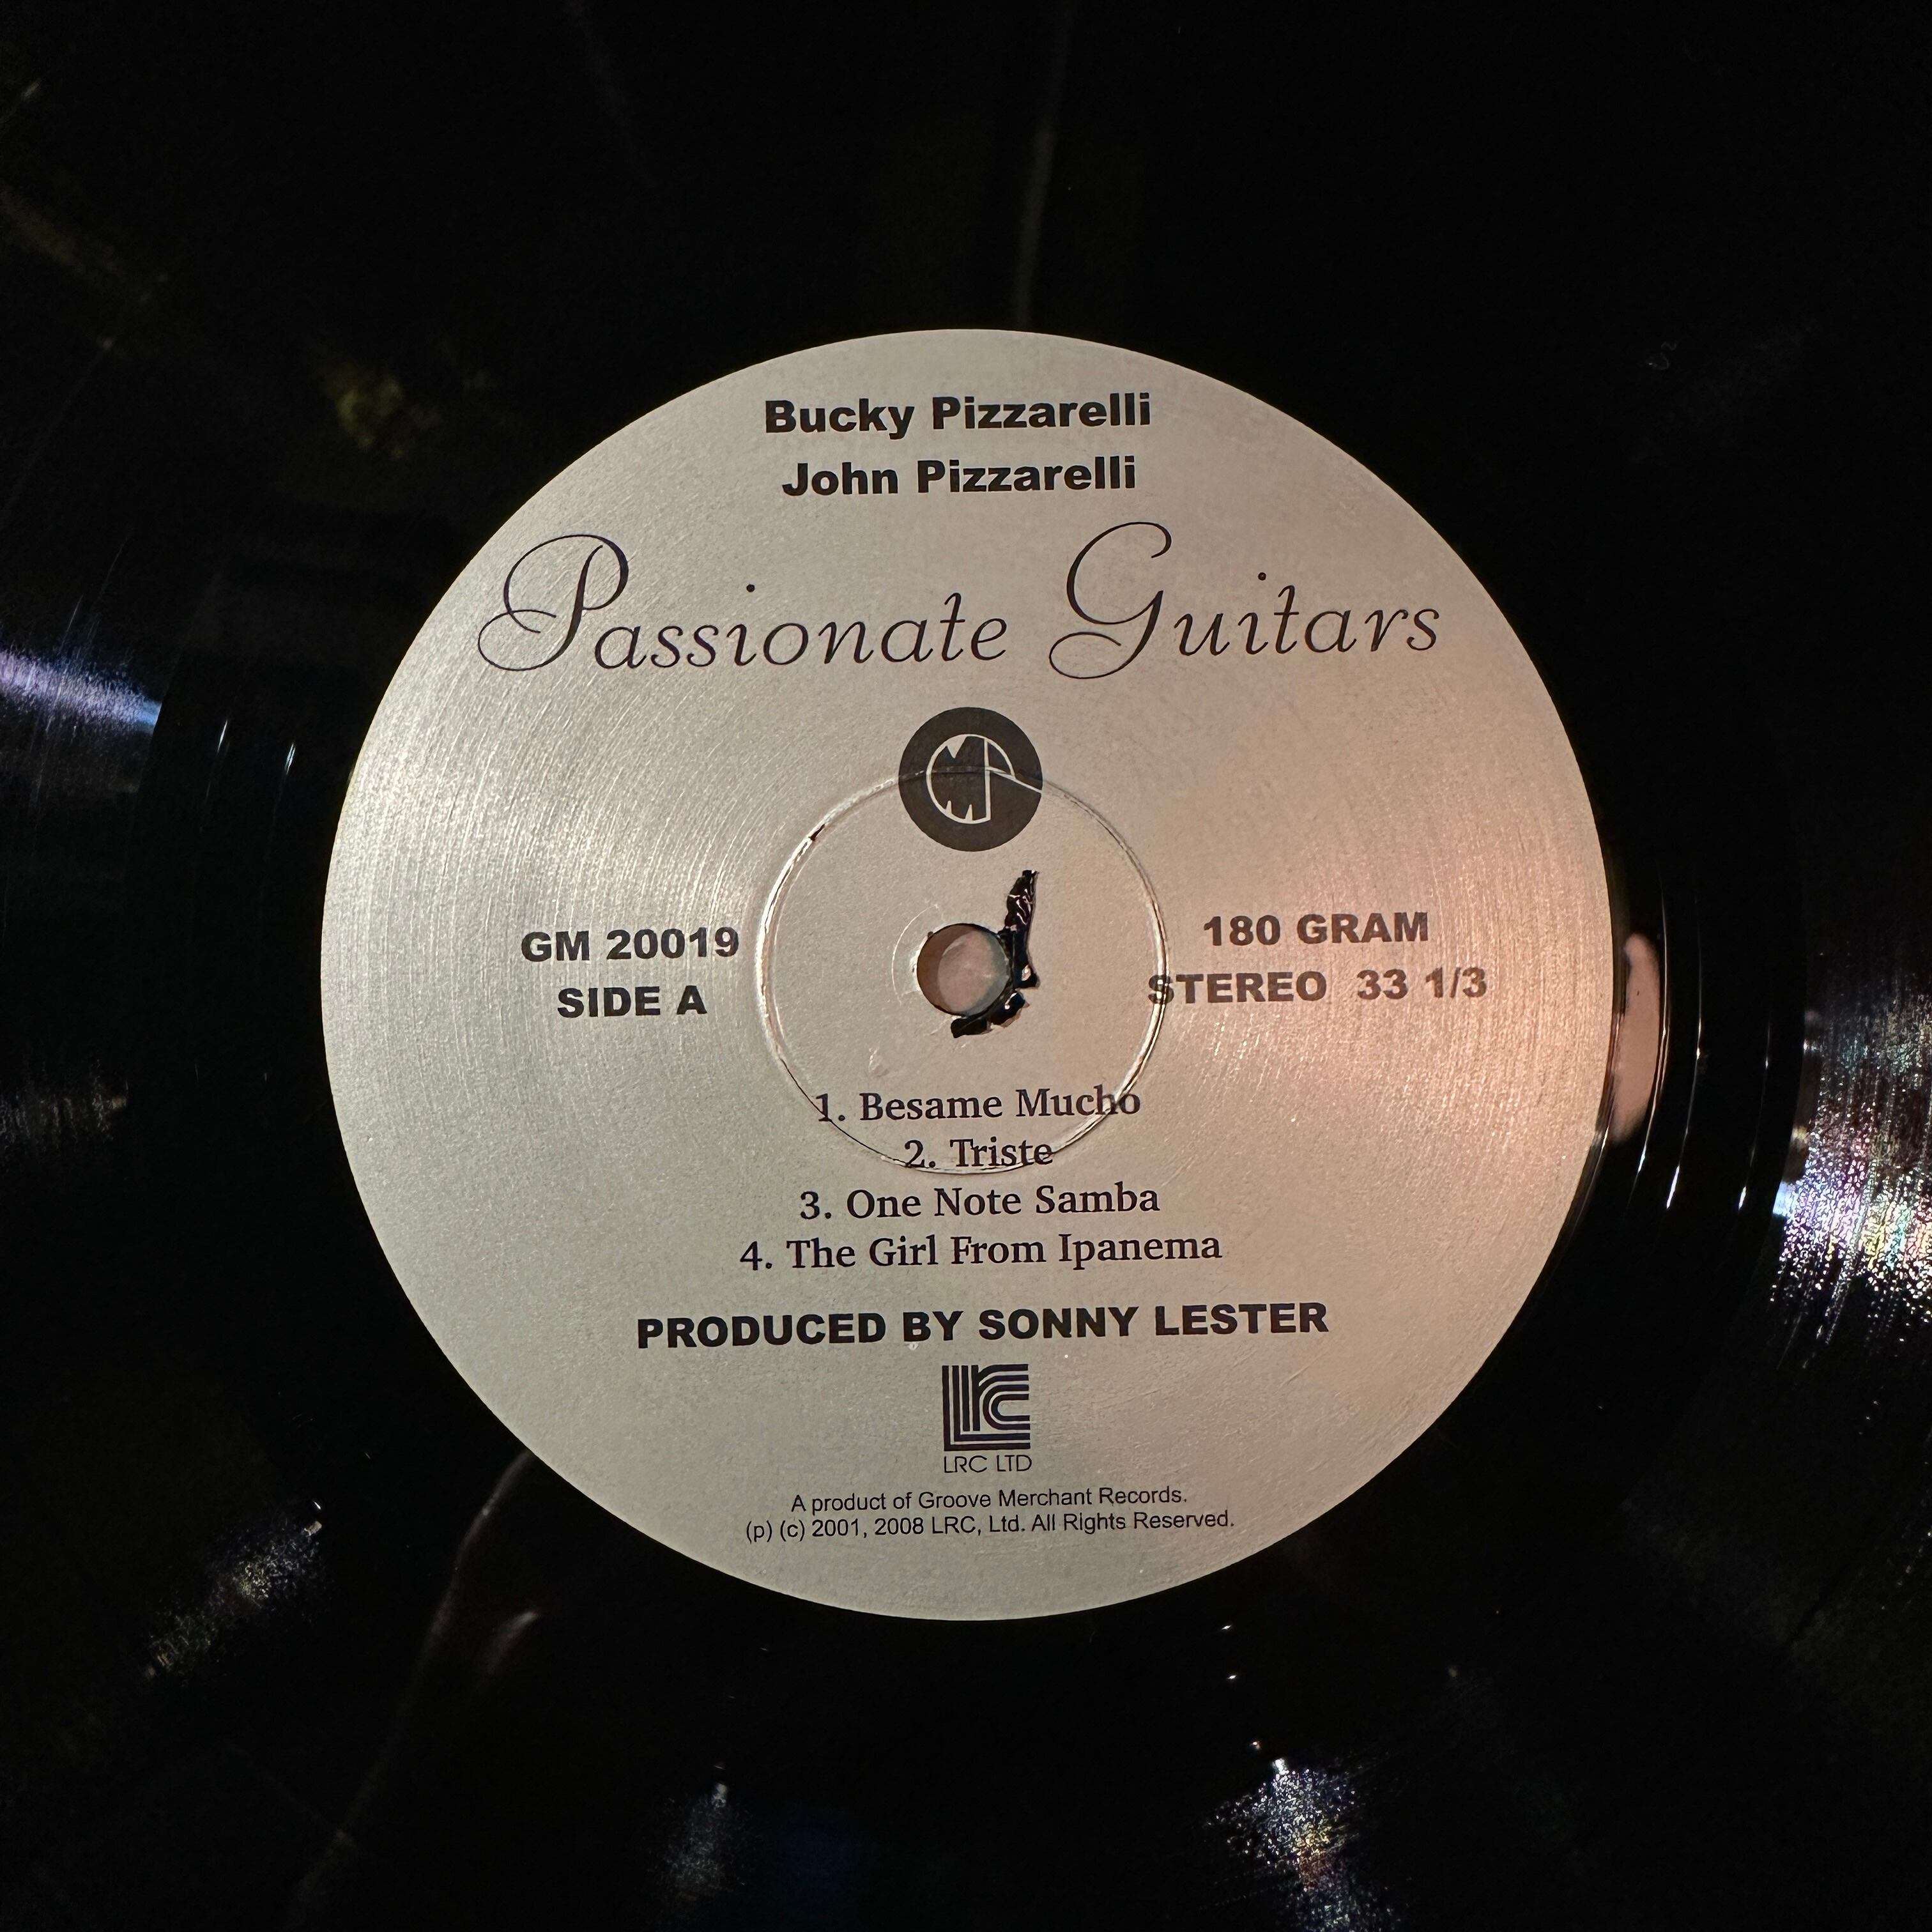 Bucky Pizzarelli
John Pizzarelli
Passionate Guitars
GM 20019
SIDE A
180 GRAM
STEREO 33 1/3
1. Besame Mucho
2. Triste
3. One Note Samba
4. The Girl From Ipanema
PRODUCED BY SONNY LESTER
LRC LTD
A product of Groove Merchant Records.
(p) (c) 2001, 2008 LRC, Ltd. All Rights Reserved.